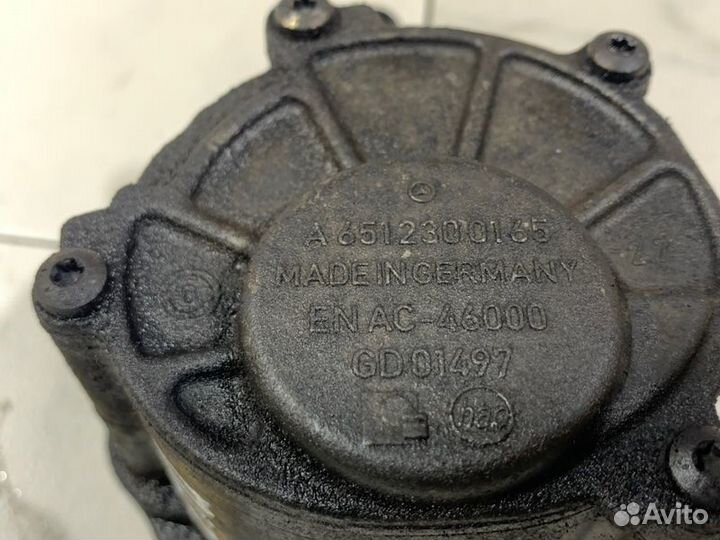 A 6512300165
MADE IN GERMANY
EN AC-46000
GD 01497
Avito